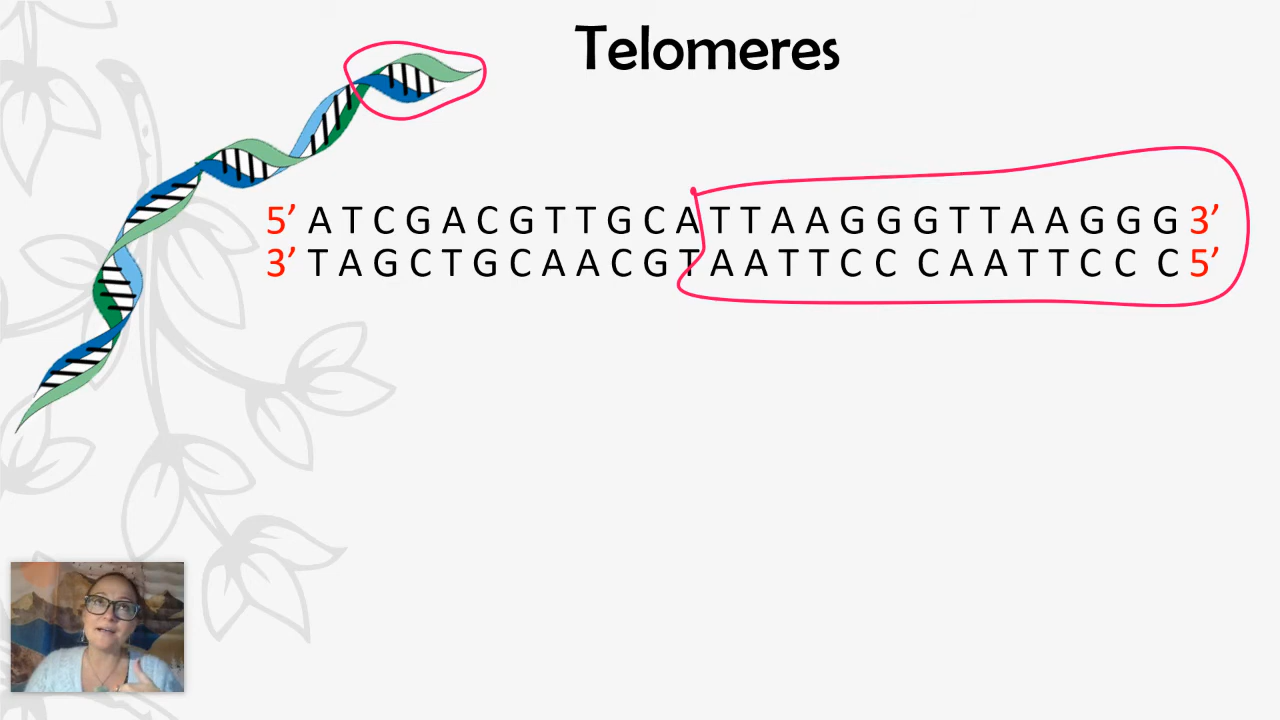 Telomeres
5’ A T C G A C G T T G C A T T A A G G G T T A A G G G 3’
3’ T A G C T G C A A C G T A A T T C C C A A T T C C C 5’